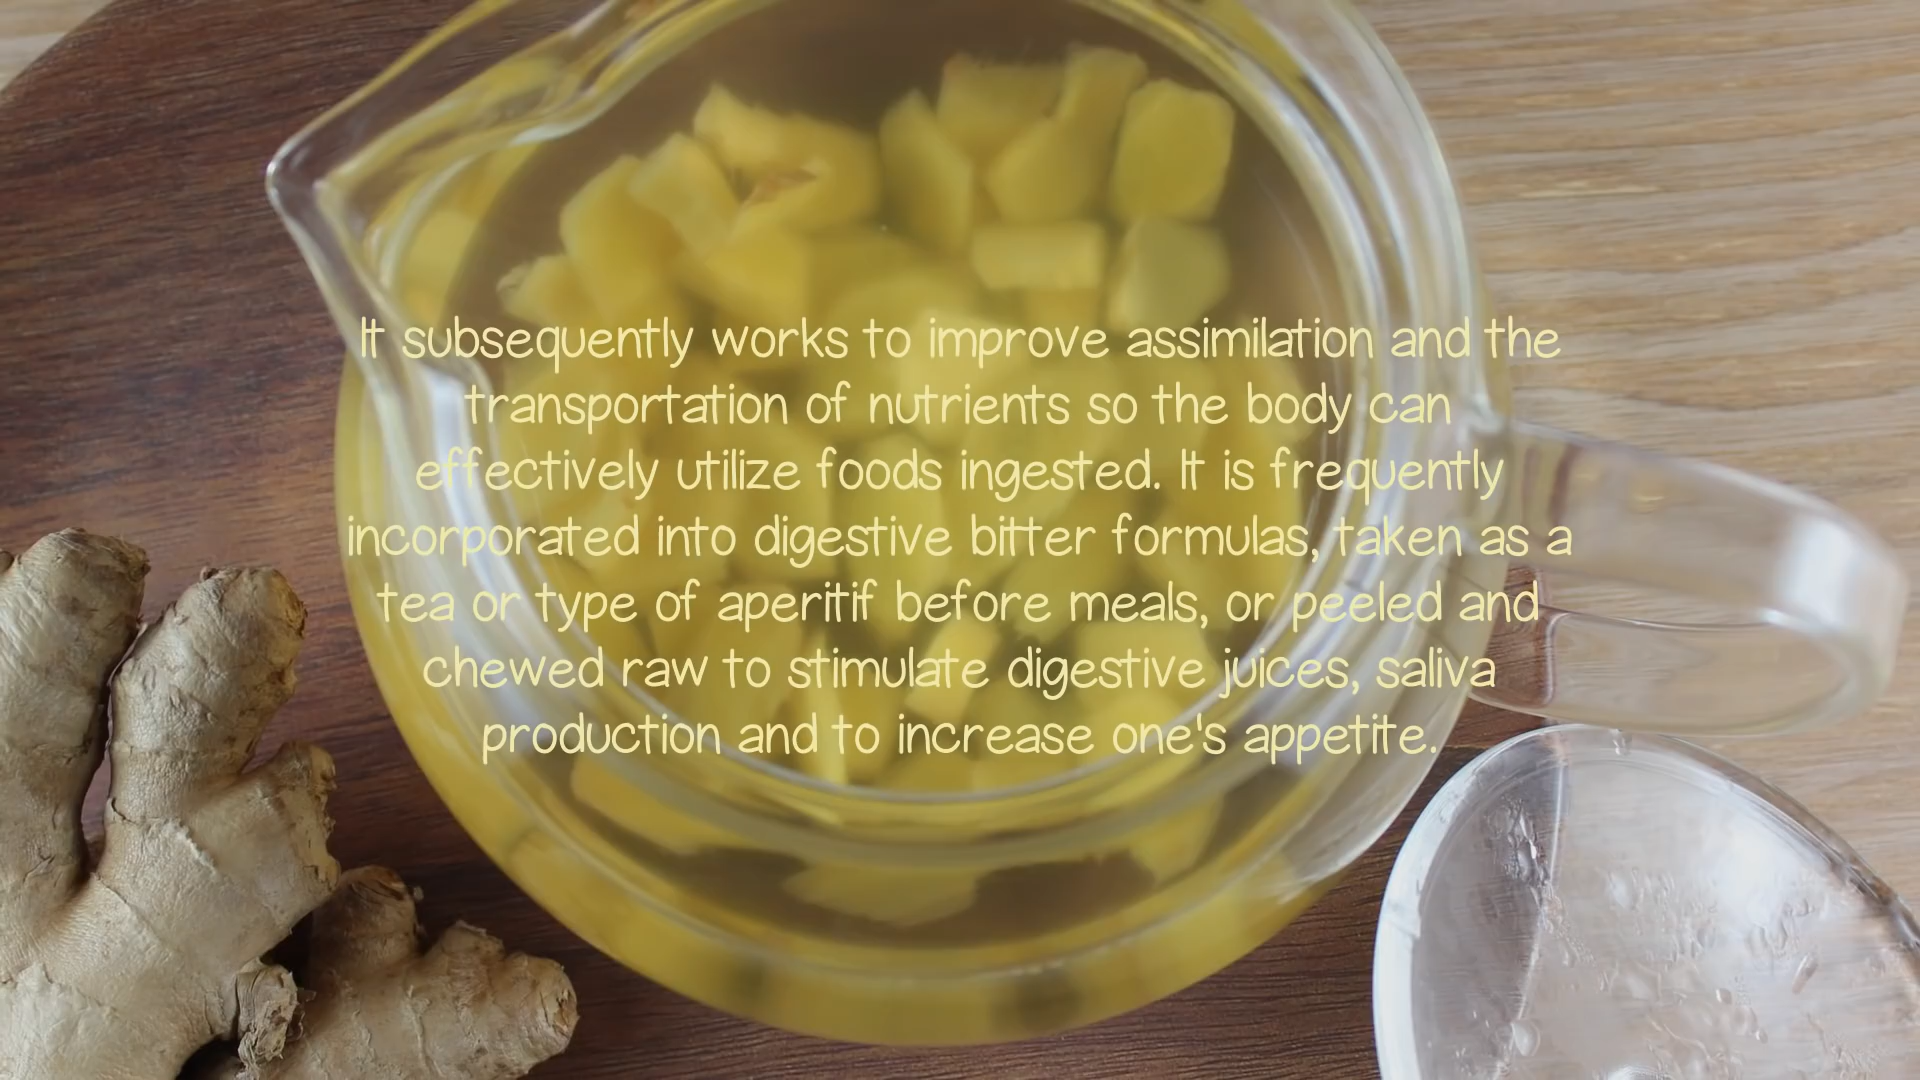 It subsequently works to improve assimilation and the
transportation of nutrients so the body can
effectively utilize foods ingested. It is frequently
incorporated into digestive bitter formulas, taken as a
tea or type of aperitif before meals, or peeled and
chewed raw to stimulate digestive juices, saliva
production and to increase one's appetite.